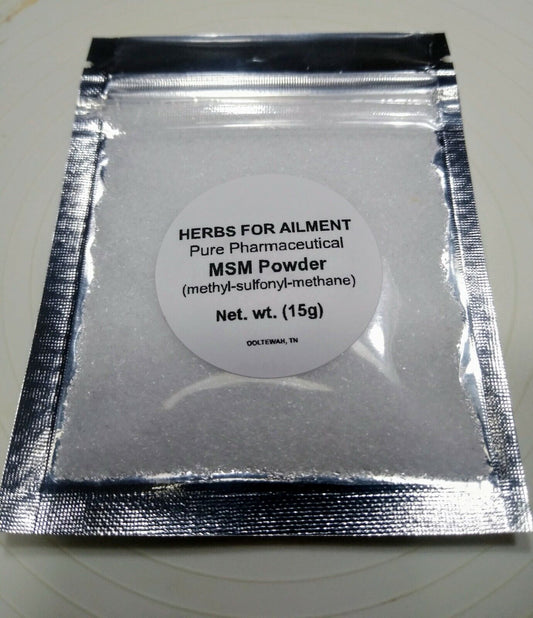 HERBS FOR AILMENT
Pure Pharmaceutical
MSM Powder
(methyl-sulfonyl-methane)
Net. wt. (15g)
OOLTEWAH, TN